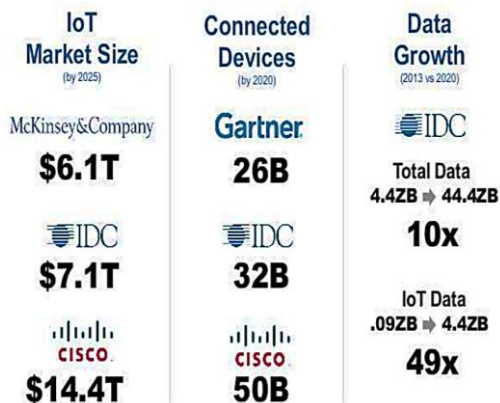 IoT
Market Size
(by 2025)
McKinsey&Company
$6.1T
IDC
$7.1T
CISCO
$14.4T
Connected
Devices
(by 2020)
Gartner
26B
IDC
32B
CISCO
50B
Data
Growth
(2013 vs 2020)
IDC
Total Data
4.4ZB ⇒ 44.4ZB
10x
IoT Data
.09ZB ⇒ 4.4ZB
49x